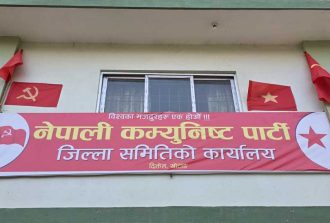 विश्वका मजदुरहरू एक होऔं !!!
नेपाली कम्युनिष्ट पार्टी
जिल्ला समितिको कार्यालय